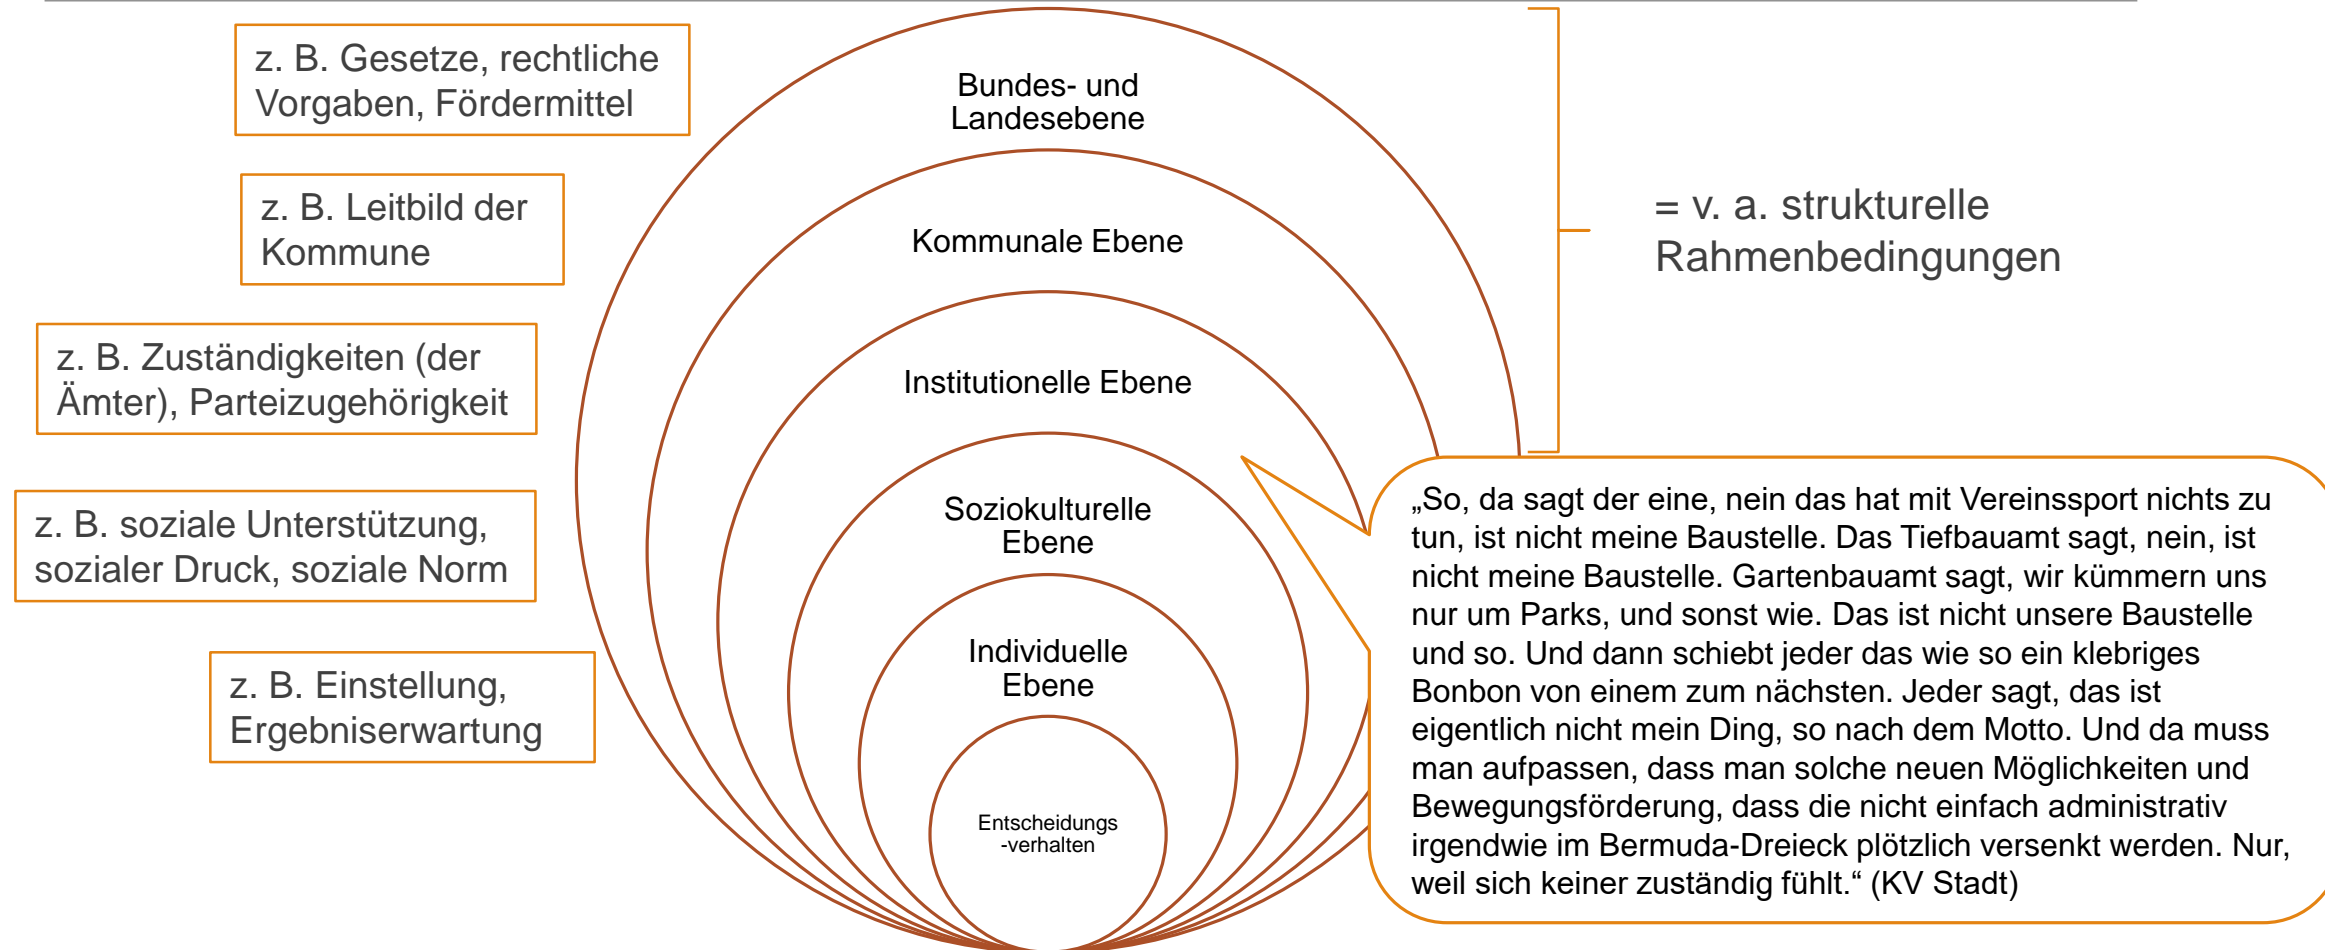 z. B. Gesetze, rechtliche
Vorgaben, Fördermittel
Bundes- und
Landesebene
z. B. Leitbild der
Kommune
Kommunale Ebene
= v. a. strukturelle
Rahmenbedingungen
z. B. Zuständigkeiten (der
Ämter), Parteizugehörigkeit
Institutionelle Ebene
z. B. soziale Unterstützung,
sozialer Druck, soziale Norm
Soziokulturelle
Ebene
z. B. Einstellung,
Ergebniserwartung
Individuelle
Ebene
Entscheidungs
-verhalten
„So, da sagt der eine, nein das hat mit Vereinssport nichts zu
tun, ist nicht meine Baustelle. Das Tiefbauamt sagt, nein, ist
nicht meine Baustelle. Gartenbauamt sagt, wir kümmern uns
nur um Parks, und sonst wie. Das ist nicht unsere Baustelle
und so. Und dann schiebt jeder das wie so ein klebriges
Bonbon von einem zum nächsten. Jeder sagt, das ist
eigentlich nicht mein Ding, so nach dem Motto. Und da muss
man aufpassen, dass man solche neuen Möglichkeiten und
Bewegungsförderung, dass die nicht einfach administrativ
irgendwie im Bermuda-Dreieck plötzlich versenkt werden. Nur,
weil sich keiner zuständig fühlt.“ (KV Stadt)